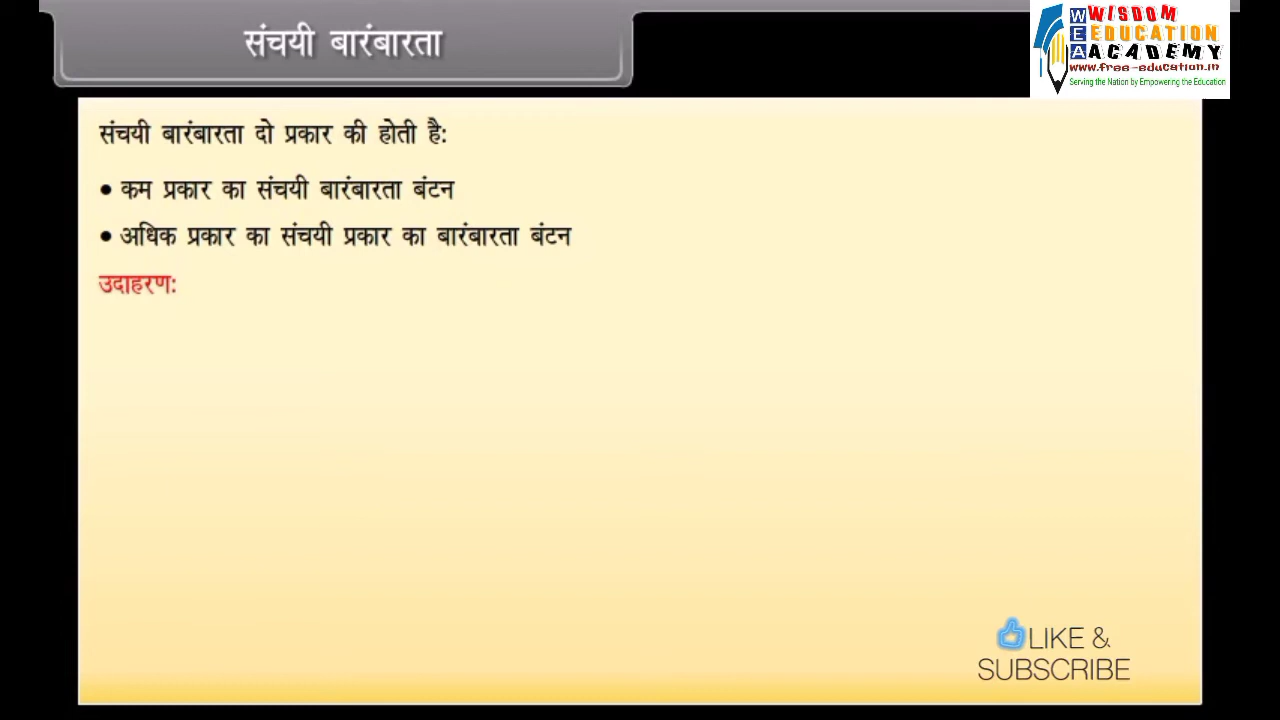 संचयी बारंबारता
WISDOM
WEA EDUCATION
ACADEMY
www.free-education.in
Serving the Nation by Empowering the Education
संचयी बारंबारता दो प्रकार की होती है:
• कम प्रकार का संचयी बारंबारता बंटन
• अधिक प्रकार का संचयी प्रकार का बारंबारता बंटन
उदाहरण:
LIKE &
SUBSCRIBE